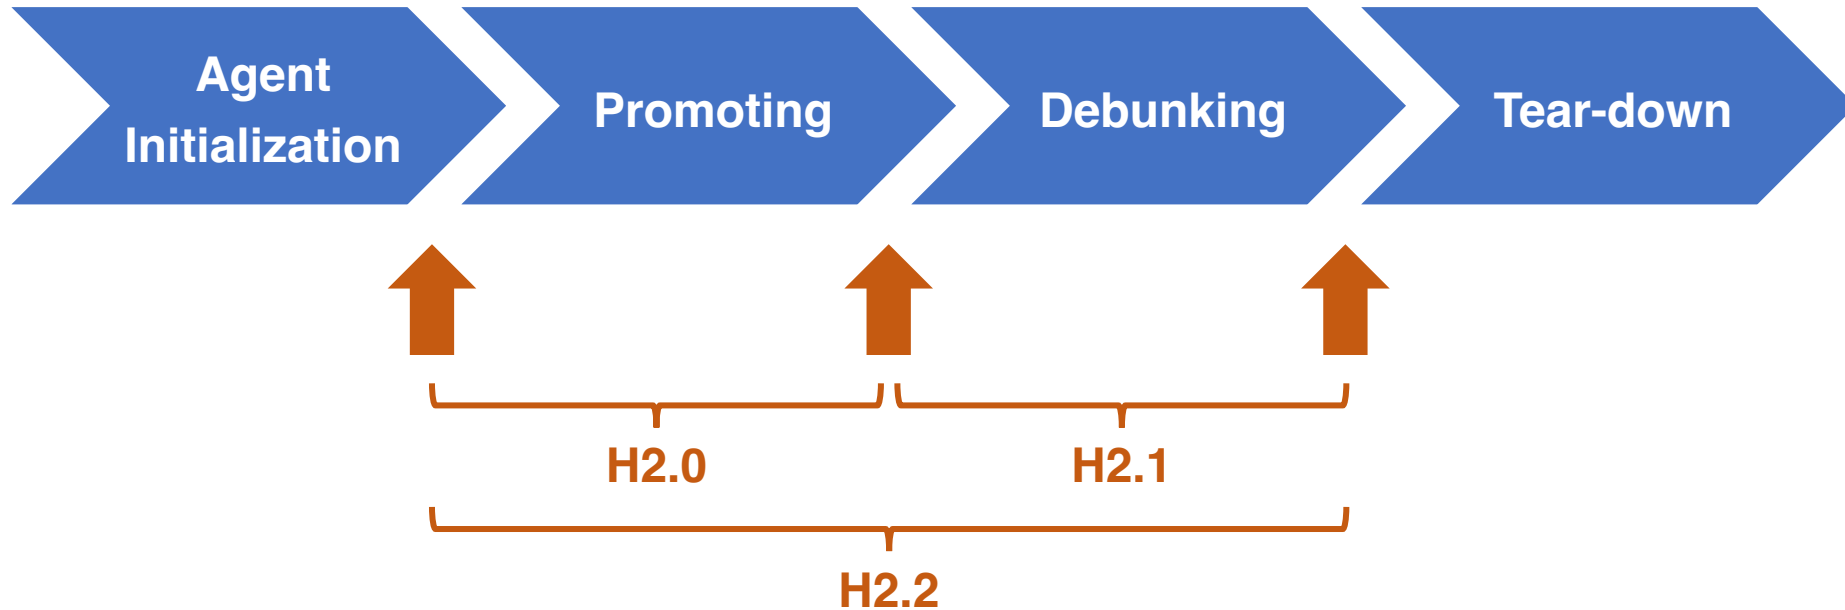 Agent
Initialization
Promoting
Debunking
Tear-down
H2.0
H2.1
H2.2